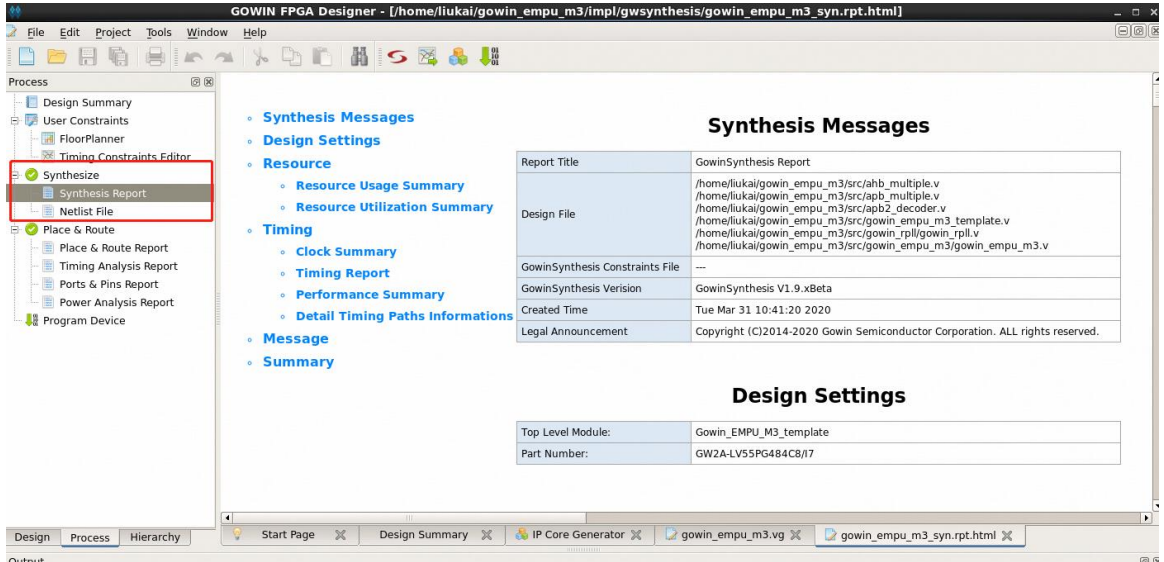 GOWIN FPGA Designer - [/home/liukai/gowin_empu_m3/impl/gwsynthesis/gowin_empu_m3_syn.rpt.html]
File Edit Project Tools Window Help
Process
Design Summary
User Constraints
FloorPlanner
Timing Constraints Editor
Synthesize
Synthesis Report
Netlist File
Place & Route
Place & Route Report
Timing Analysis Report
Ports & Pins Report
Power Analysis Report
Program Device
Synthesis Messages
Design Settings
Resource
Resource Usage Summary
Resource Utilization Summary
Timing
Clock Summary
Timing Report
Performance Summary
Detail Timing Paths Informations
Message
Summary
Synthesis Messages
Report Title GowinSynthesis Report
Design File
/home/liukai/gowin_empu_m3/src/ahb_multiple.v
/home/liukai/gowin_empu_m3/src/apb_multiple.v
/home/liukai/gowin_empu_m3/src/apb2_decoder.v
/home/liukai/gowin_empu_m3/src/gowin_empu_m3_template.v
/home/liukai/gowin_empu_m3/src/gowin_rpll/gowin_rpll.v
/home/liukai/gowin_empu_m3/src/gowin_empu_m3/gowin_empu_m3.v
GowinSynthesis Constraints File ---
GowinSynthesis Verision GowinSynthesis V1.9.xBeta
Created Time Tue Mar 31 10:41:20 2020
Legal Announcement Copyright (C)2014-2020 Gowin Semiconductor Corporation. ALL rights reserved.
Design Settings
Top Level Module: Gowin_EMPU_M3_template
Part Number: GW2A-LV55PG484C8/I7
Design Process Hierarchy
Start Page Design Summary IP Core Generator gowin_empu_m3.vg gowin_empu_m3_syn.rpt.html
Output